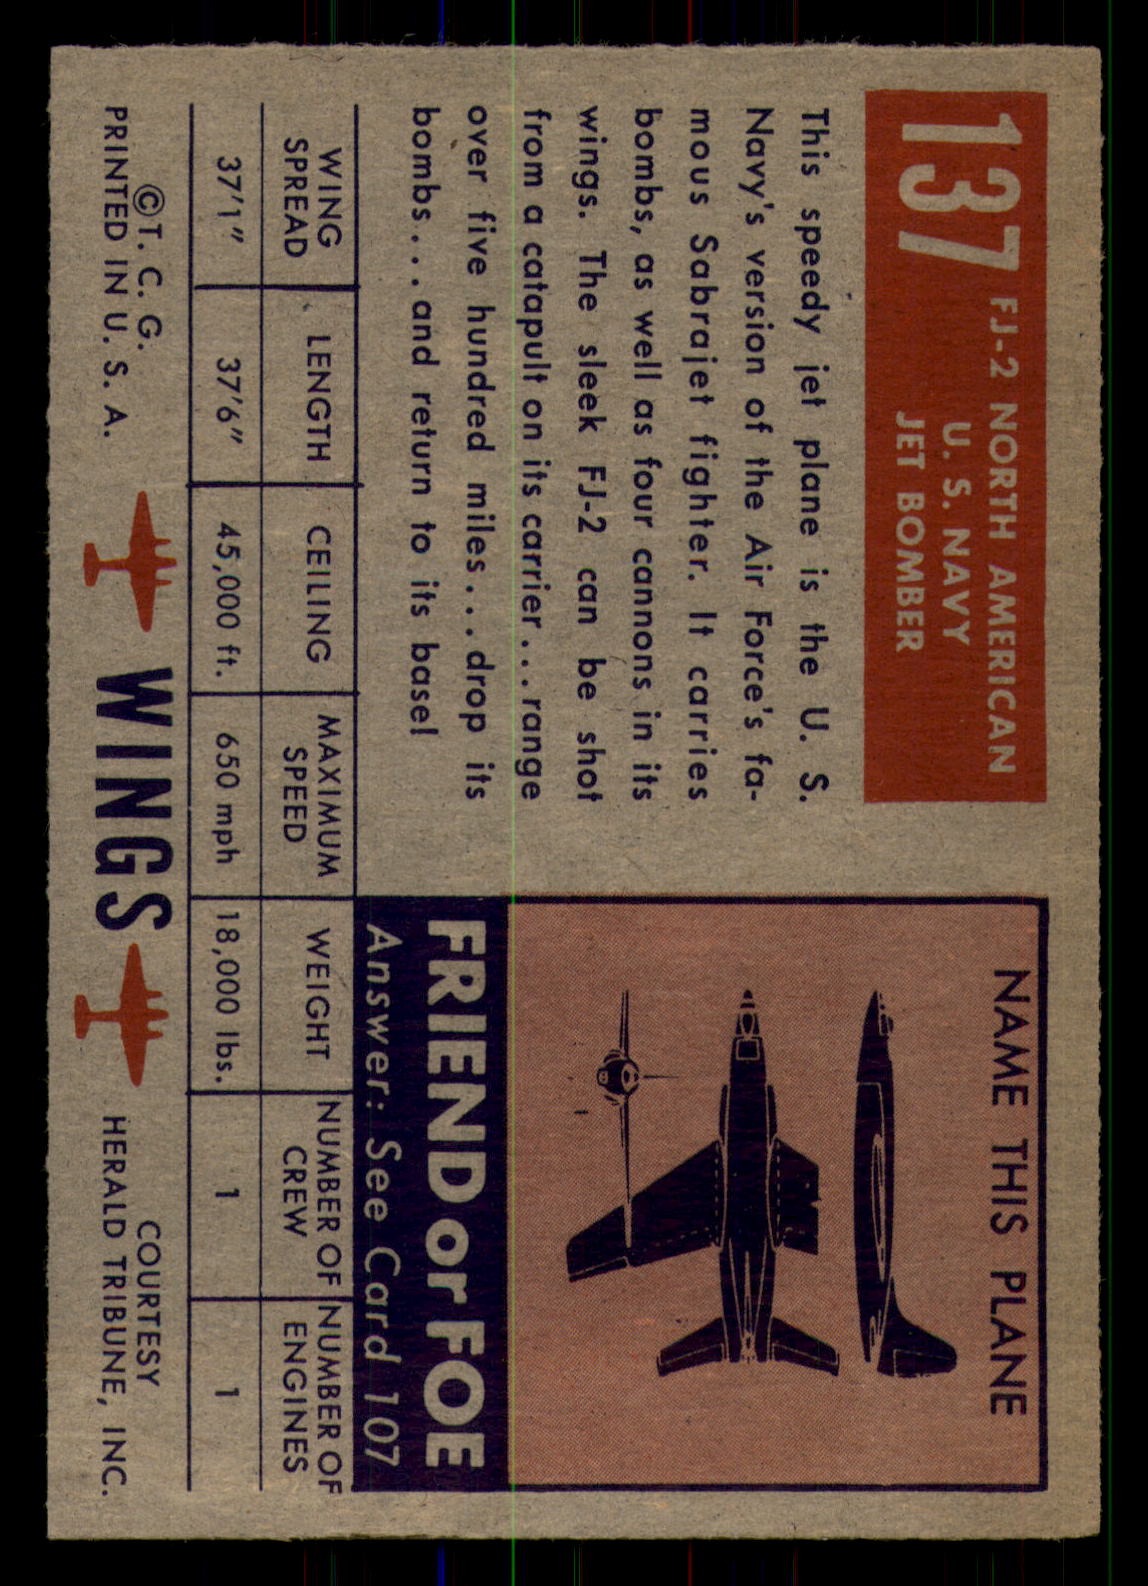 137 FJ-2 NORTH AMERICAN
U. S. NAVY
JET BOMBER
This speedy jet plane is the U. S.
Navy's version of the Air Force's fa-
mous Sabrajet fighter. It carries
bombs, as well as four cannons in its
wings. The sleek FJ-2 can be shot
from a catapult on its carrier...range
over five hundred miles...drop its
bombs...and return to its base!
NAME THIS PLANE
FRIEND or FOE
Answer: See Card 107
WING SPREAD LENGTH CEILING MAXIMUM SPEED WEIGHT NUMBER OF CREW NUMBER OF ENGINES
37'1" 37'6" 45,000 ft. 650 mph 18,000 lbs. 1 1
©T. C. G.
PRINTED IN U. S. A.
WINGS
COURTESY
HERALD TRIBUNE, INC.